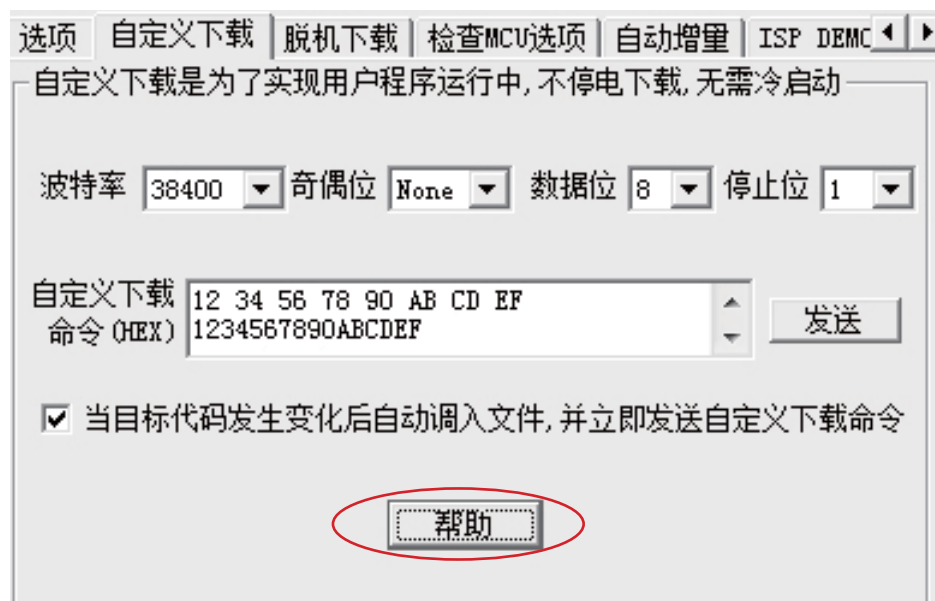 选项 自定义下载 脱机下载 检查MCU选项 自动增量 ISP DEMO
自定义下载是为了实现用户程序运行中,不停电下载,无需冷启动
波特率 38400 奇偶位 None 数据位 8 停止位 1
自定义下载
命令(HEX)
12 34 56 78 90 AB CD EF
1234567890ABCDEF
发送
当目标代码发生变化后自动调入文件,并立即发送自定义下载命令
帮助